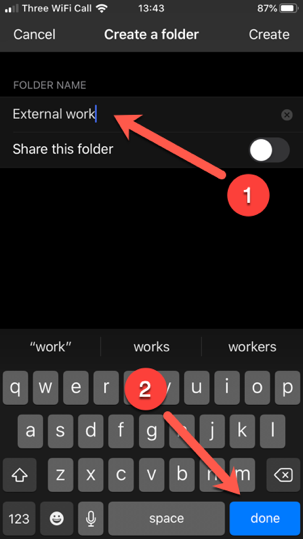 Three WiFi Call 13:43 87%
Cancel Create a folder Create
FOLDER NAME
External work
Share this folder
1
“work” works workers
2
q w e r y u i o p
a s d f g h j k l
z x c v b n m
123 space done